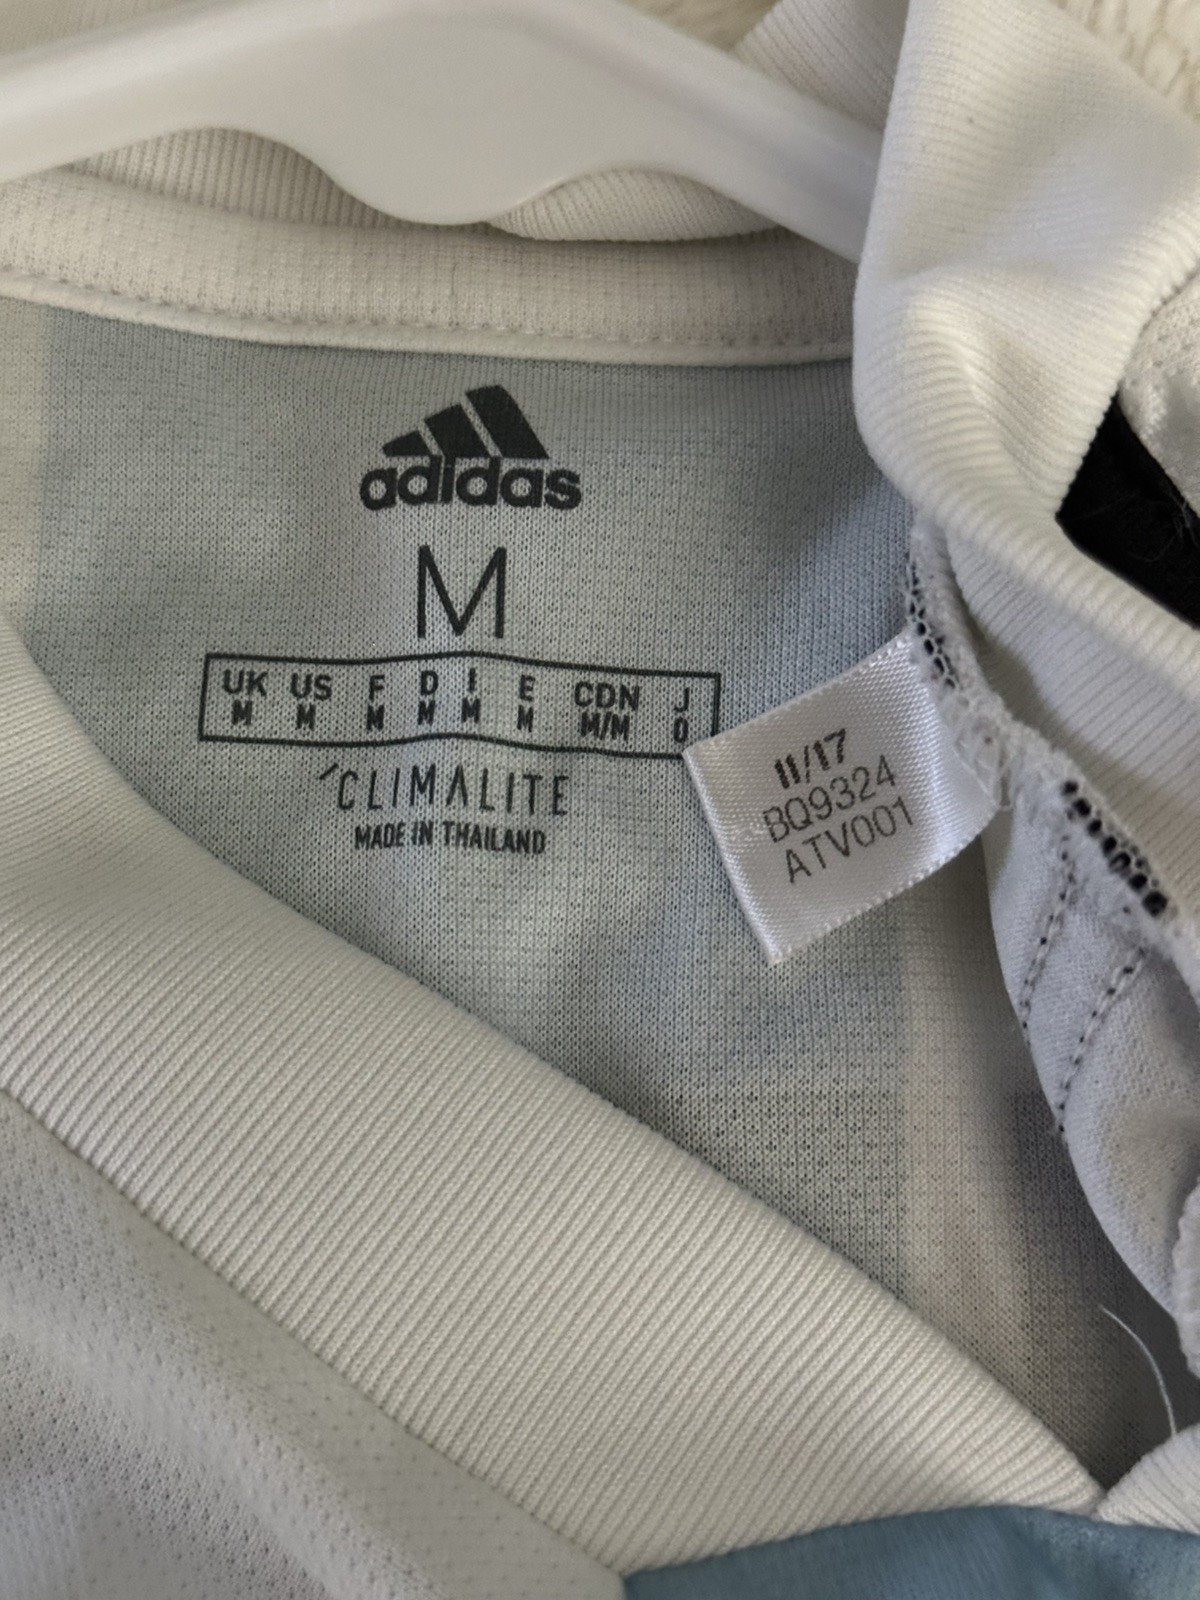 adidas
M
UK US F D I E CDN J
M M M M M M M/M O
CLIMALITE
MADE IN THAILAND
11/17
BQ9324
ATV001